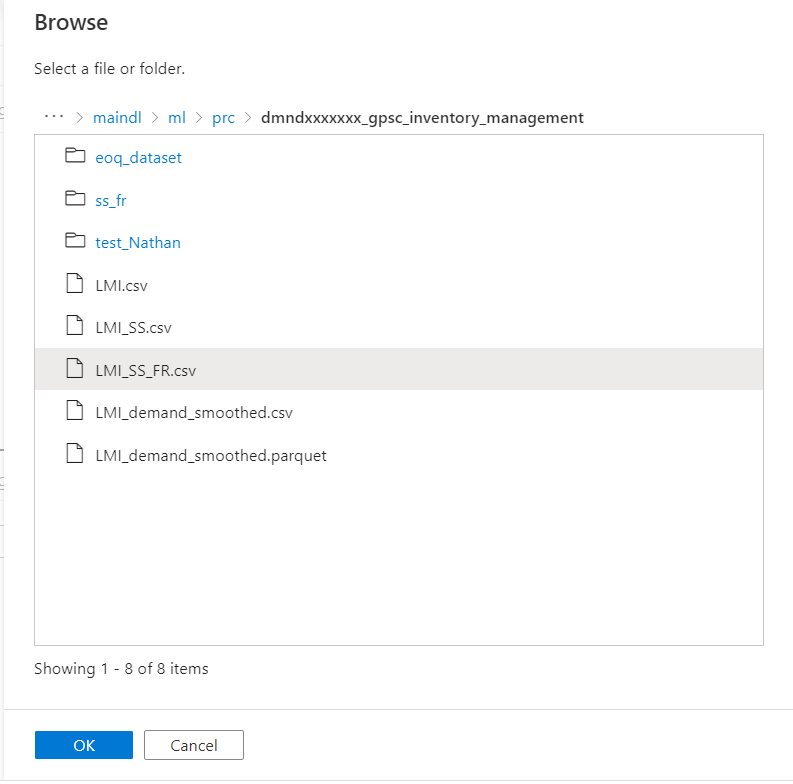 Browse
Select a file or folder.
··· > maindl > ml > prc > dmndxxxxxxx_gpsc_inventory_management
eoq_dataset
ss_fr
test_Nathan
LMI.csv
LMI_SS.csv
LMI_SS_FR.csv
LMI_demand_smoothed.csv
LMI_demand_smoothed.parquet
Showing 1 - 8 of 8 items
OK Cancel